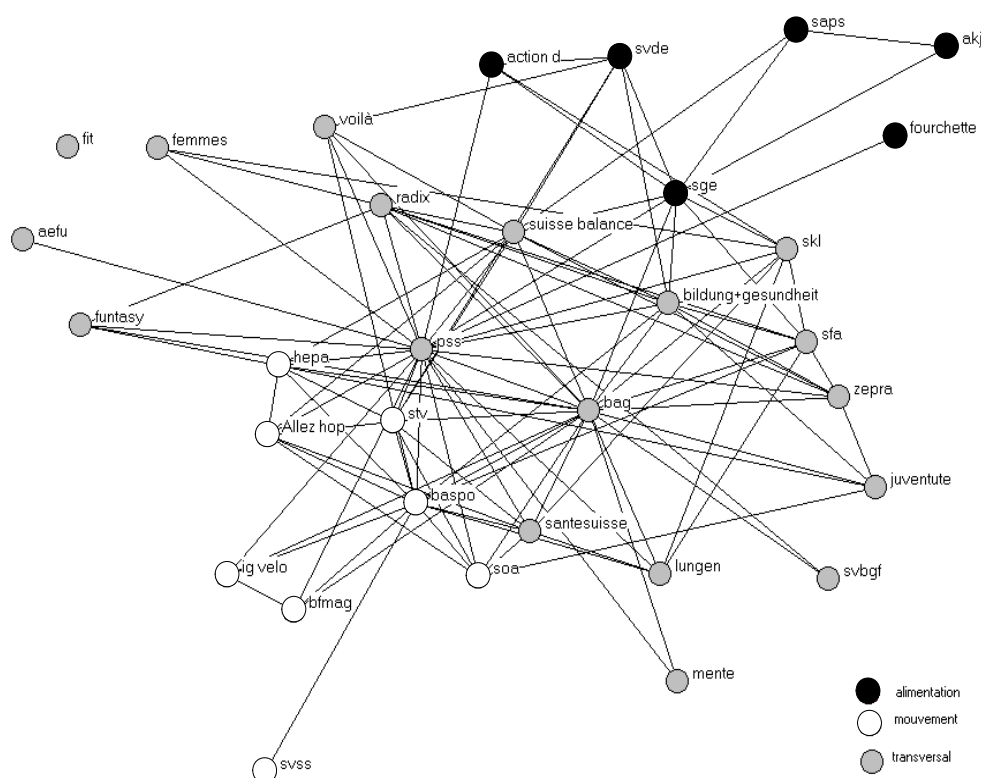 saps
akj
action d
svde
voilà
fourchette
fit
femmes
sge
radix
suisse balance
aefu
skl
bildung+gesundheit
funtasy
pss
sfa
hepa
zepra
bag
stv
Allez hop
juventute
baspo
santesuisse
ig velo
soa
lungen
svbgf
bfmag
mente
alimentation
mouvement
transversal
svss